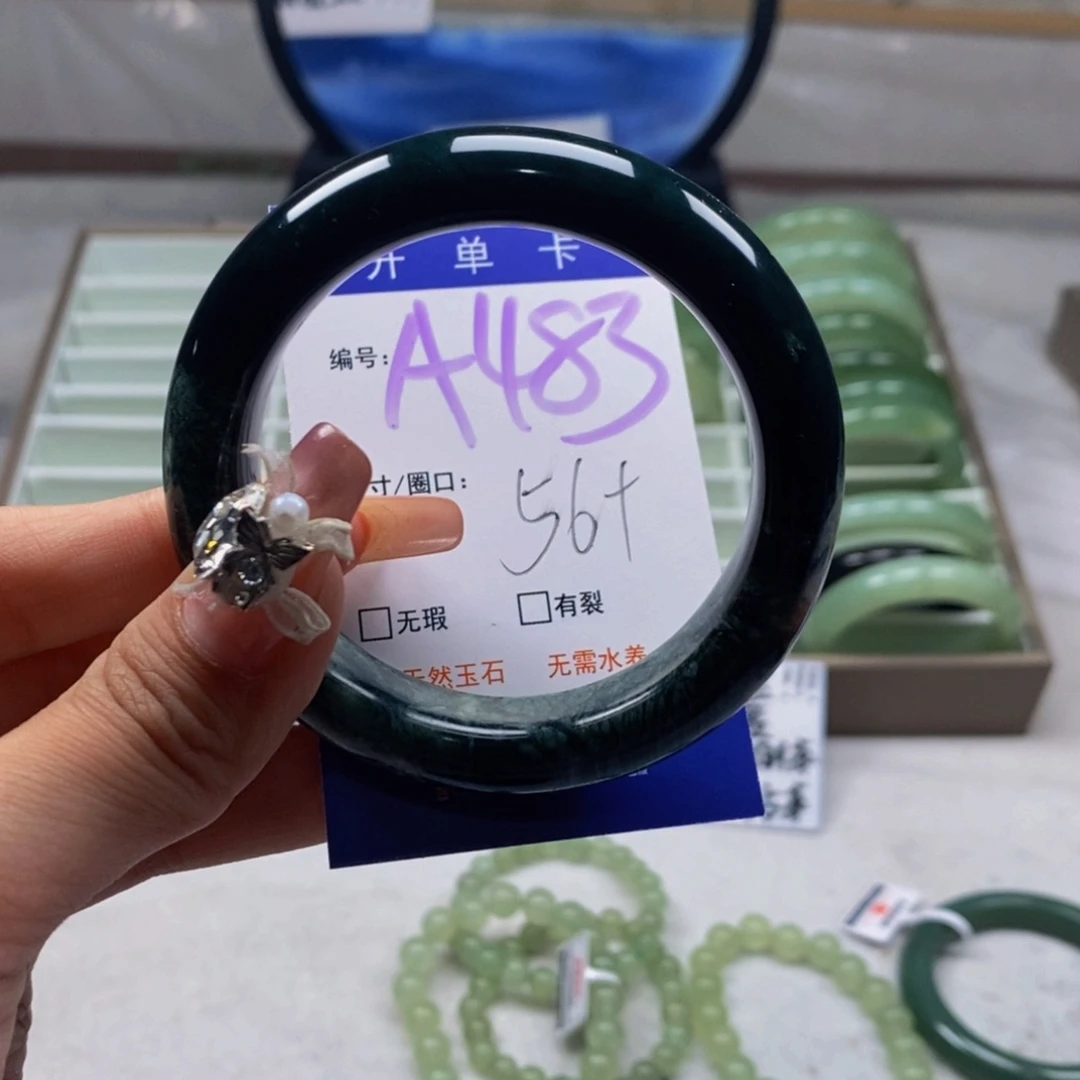 开单卡
编号: A483
寸/圈口: 56+
无瑕 有裂
天然玉石 无需水养